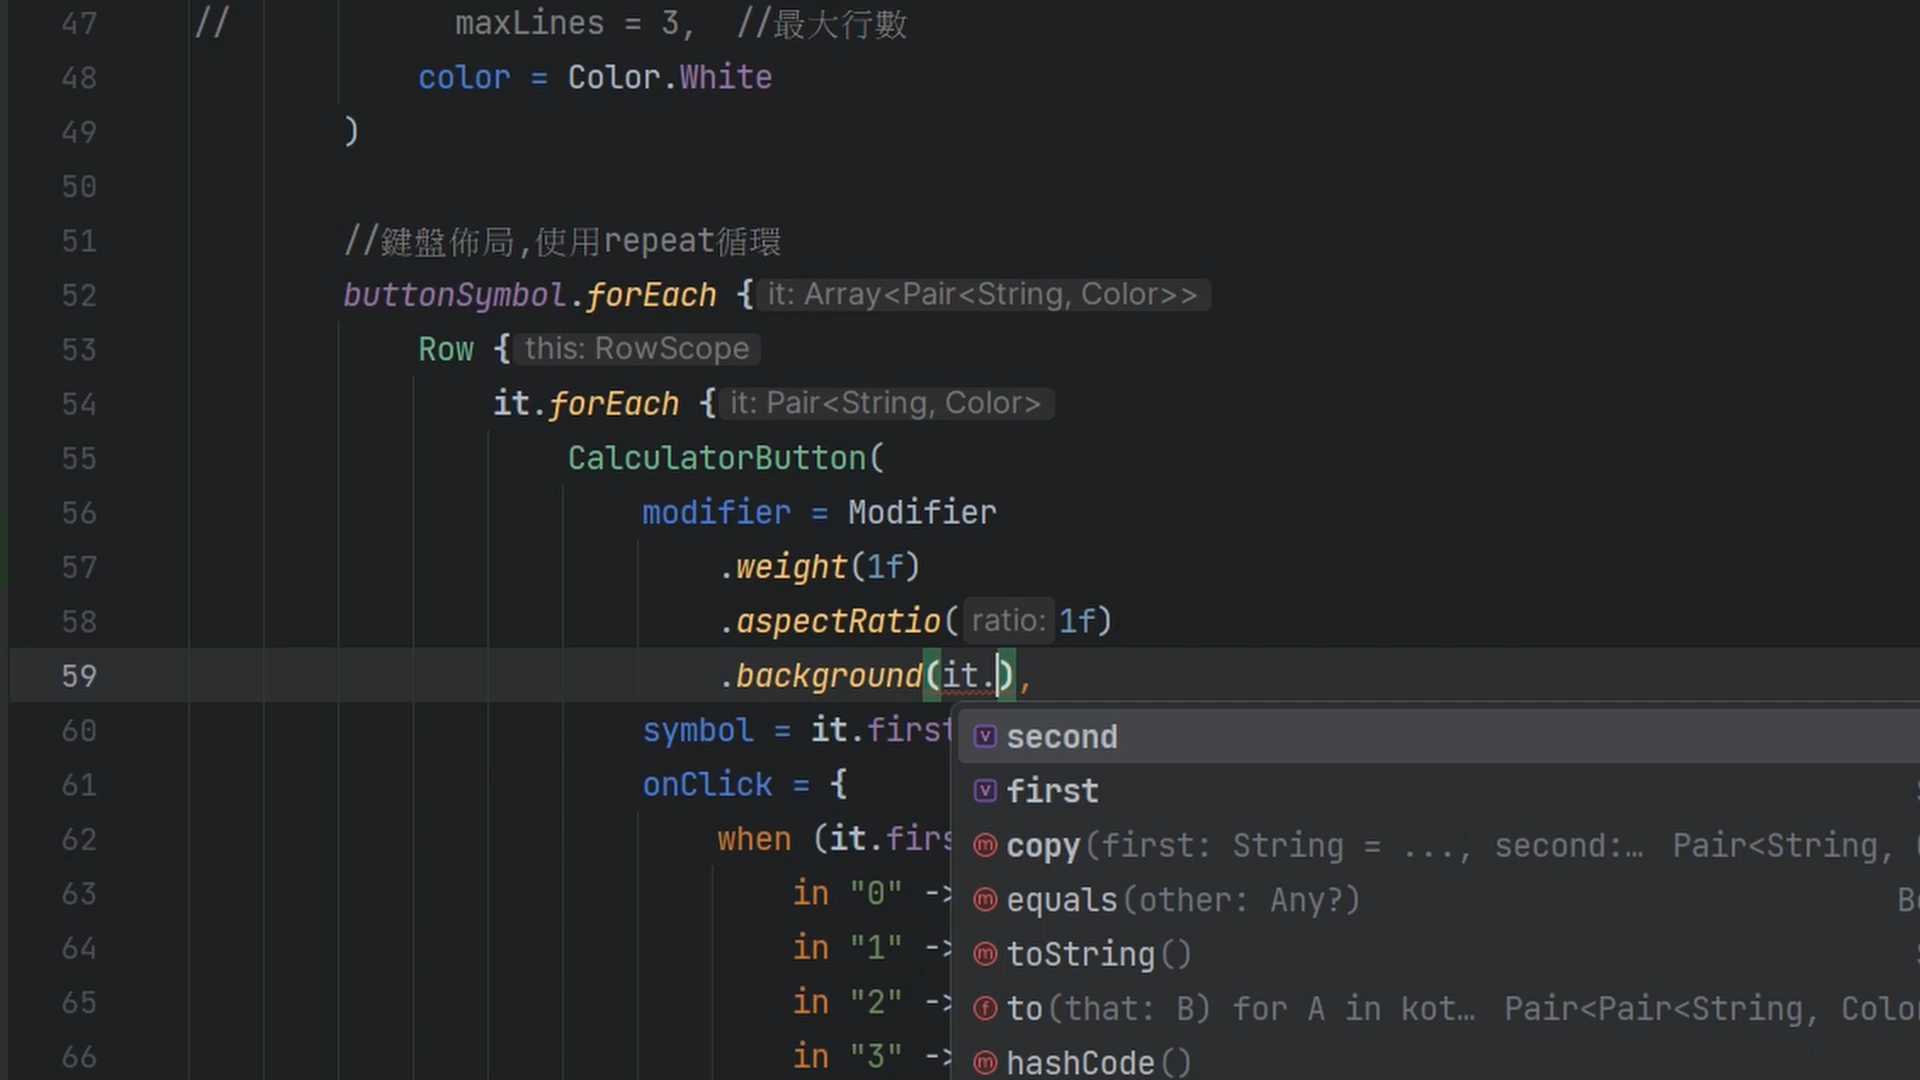 47 // maxLines = 3, //最大行數
48 color = Color.White
49 )
50
51 //鍵盤佈局,使用repeat循環
52 buttonSymbol.forEach { it: Array<Pair<String, Color>>
53 Row { this: RowScope
54 it.forEach { it: Pair<String, Color>
55 CalculatorButton(
56 modifier = Modifier
57 .weight(1f)
58 .aspectRatio( ratio: 1f)
59 .background(it.),
60 symbol = it.first
second
first
61 onClick = {
copy(first: String = ..., second:… Pair<String,
62 when (it.firs
equals(other: Any?)
63 in "0" ->
toString()
64 in "1" ->
to(that: B) for A in kot… Pair<Pair<String, Colo
65 in "2" ->
hashCode()
66 in "3" ->